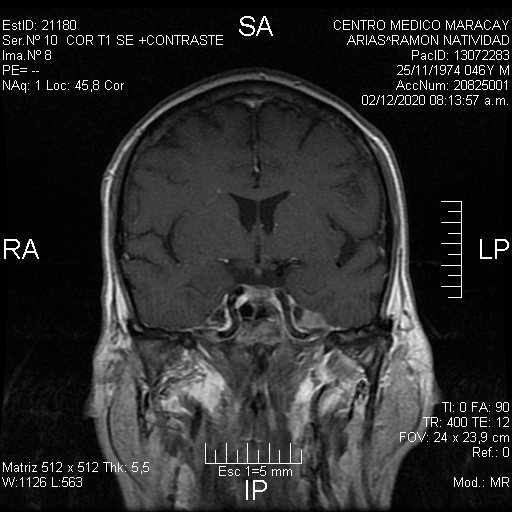 EstID: 21180
Ser.Nº 10 COR T1 SE +CONTRASTE
Ima.Nº 8
PE= --
NAq: 1 Loc: 45,8 Cor
SA
CENTRO MEDICO MARACAY
ARIAS^RAMON NATIVIDAD
PacID: 13072283
25/11/1974 046Y M
AccNum: 20825001
02/12/2020 08:13:57 a.m.
RA
LP
TI: 0 FA: 90
TR: 400 TE: 12
FOV: 24 x 23,9 cm
Ref.: 0
Matriz 512 x 512 Thk: 5,5
W:1126 L:563
Esc 1=5 mm
IP
Mod.: MR